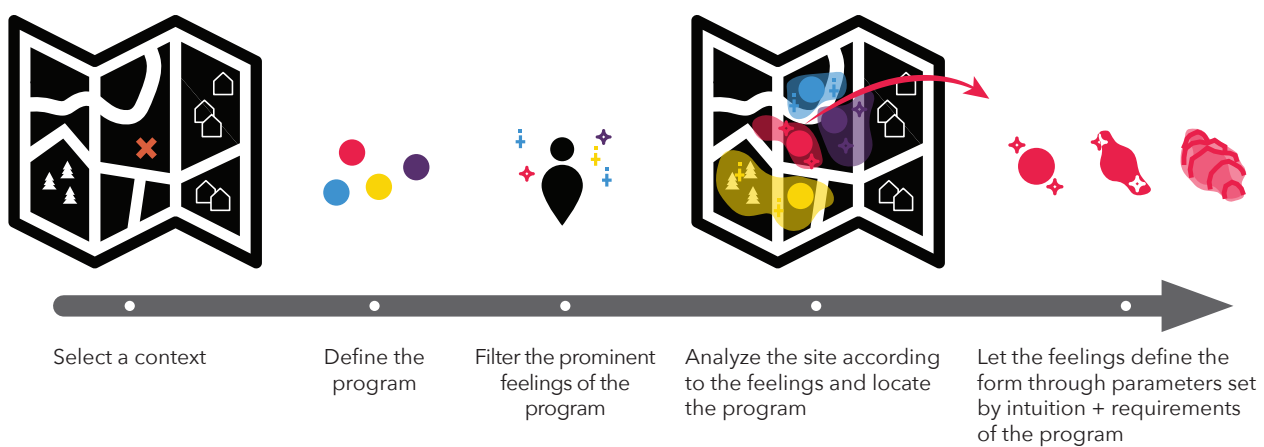 Select a context
Define the
program
Filter the prominent
feelings of the
program
Analyze the site according
to the feelings and locate
the program
Let the feelings define the
form through parameters set
by intuition + requirements
of the program